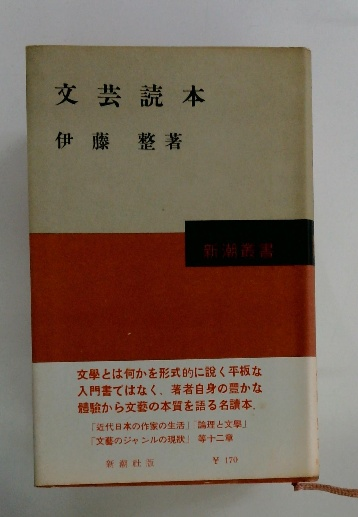 文芸読本
伊藤 整著
新潮叢書
文學とは何かを形式的に說く平板な
入門書ではなく、著者自身の豊かな
體驗から文藝の本質を語る名讀本。
「近代日本の作家の生活」「論理と文學」
「文藝のジャンルの現狀」 等十二章
新潮社版 ¥ 170